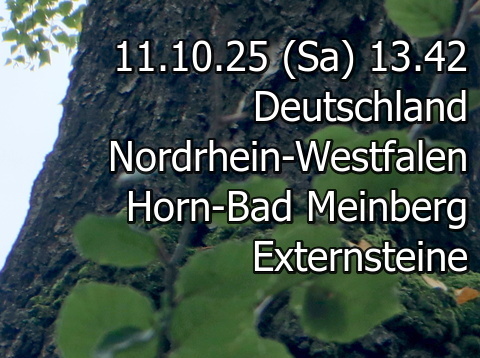 11.10.25 (Sa) 13.42
Deutschland
Nordrhein-Westfalen
Horn-Bad Meinberg
Externsteine